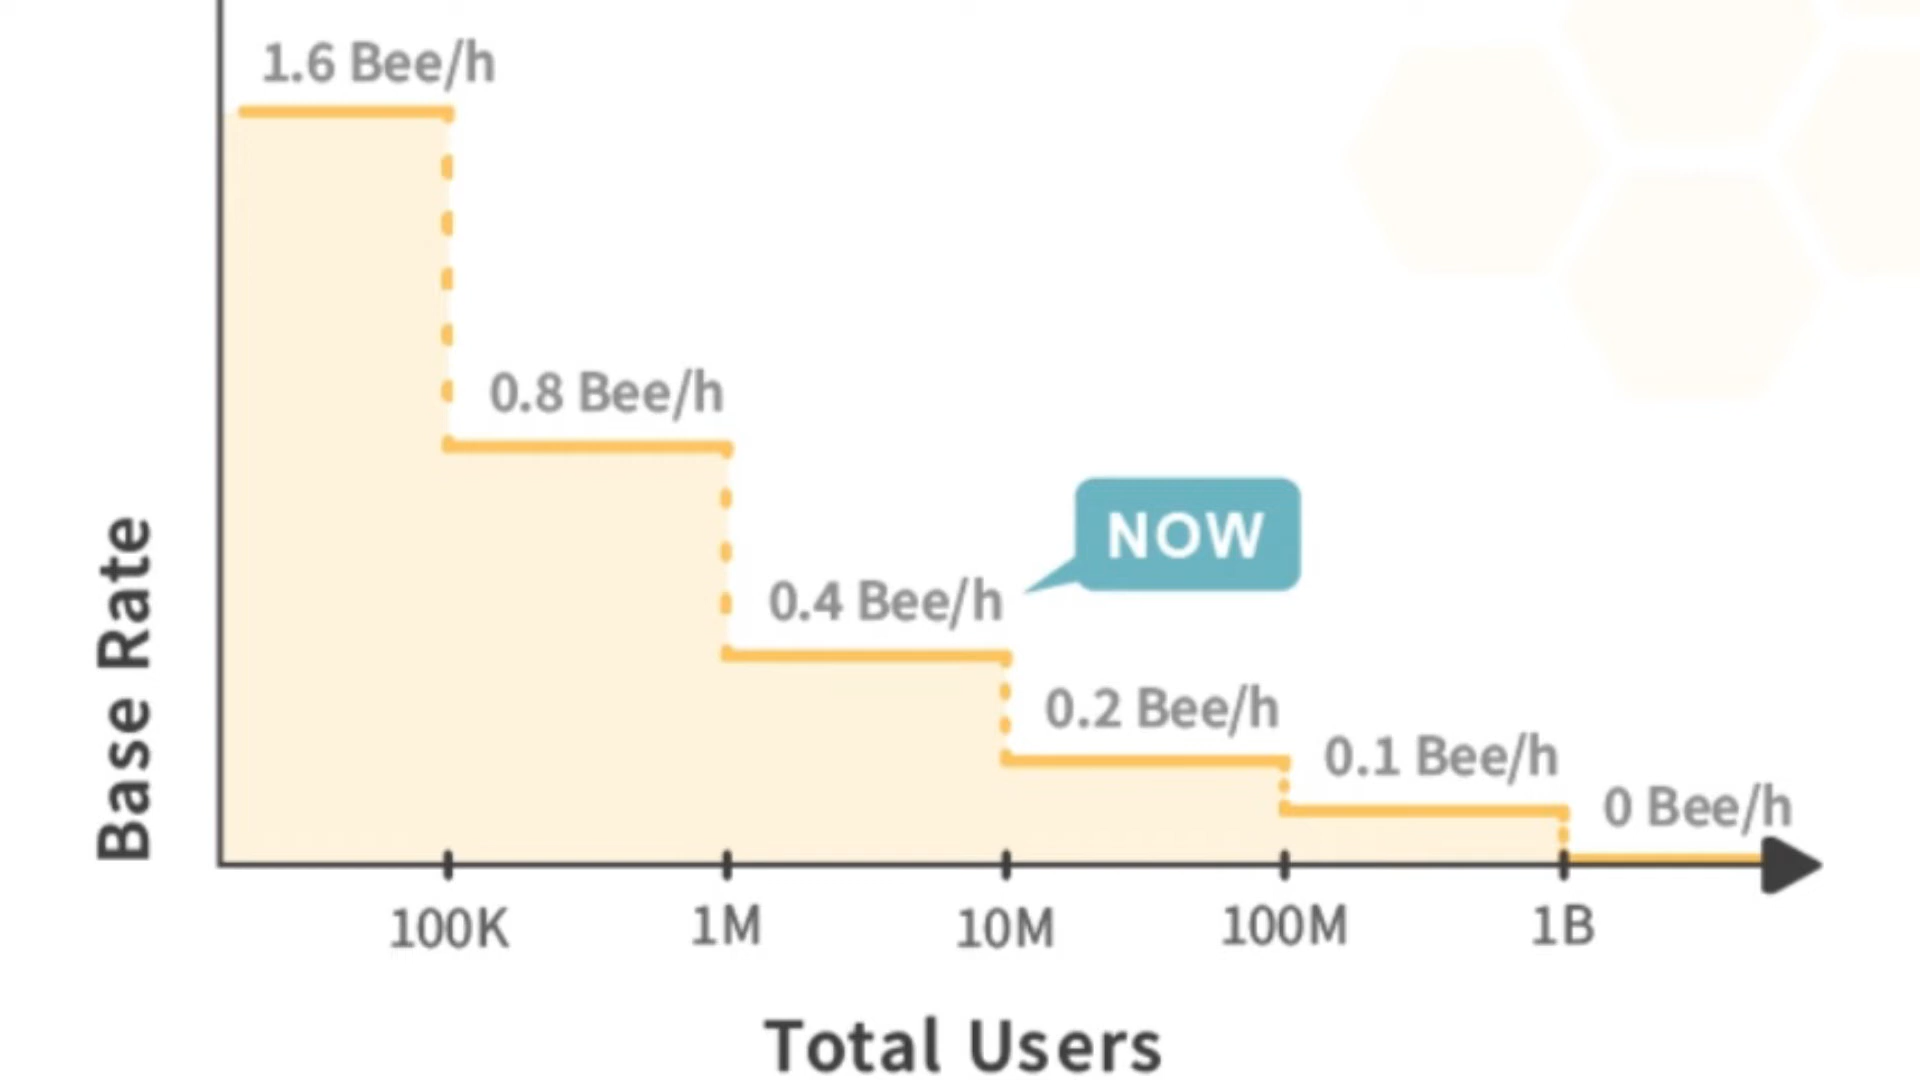 1.6 Bee/h
0.8 Bee/h
NOW
0.4 Bee/h
0.2 Bee/h
0.1 Bee/h
0 Bee/h
Base Rate
100K
1M
10M
100M
1B
Total Users